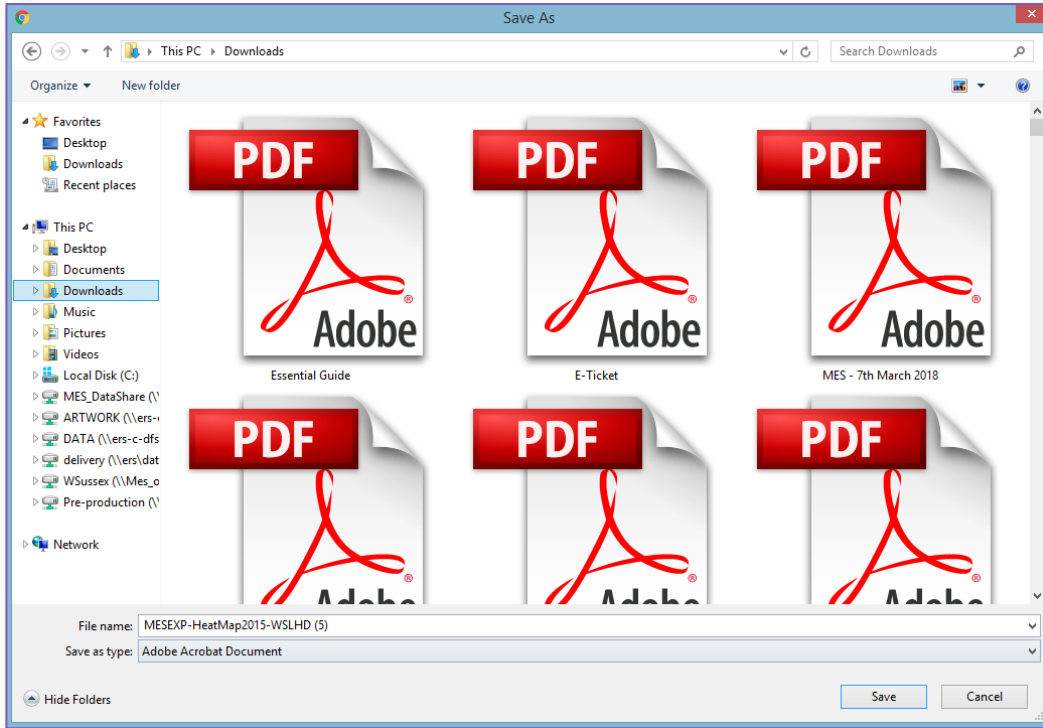 Save As
This PC
Downloads
Search Downloads
Organize
New folder
Favorites
Desktop
Downloads
Recent places
This PC
Desktop
Documents
Downloads
Music
Pictures
Videos
Local Disk (C:)
MES_DataShare (\\
ARTWORK (\\ers-
DATA (\\ers-c-dfs
delivery (\\ers\dat
WSussex (\\Mes_o
Pre-production (\\
Network
PDF
Adobe
Essential Guide
PDF
Adobe
E-Ticket
PDF
Adobe
MES - 7th March 2018
PDF
Adobe
PDF
Adobe
PDF
Adobe
File name: MESEXP-HeatMap2015-WSLHD (5)
Save as type: Adobe Acrobat Document
Hide Folders
Save
Cancel